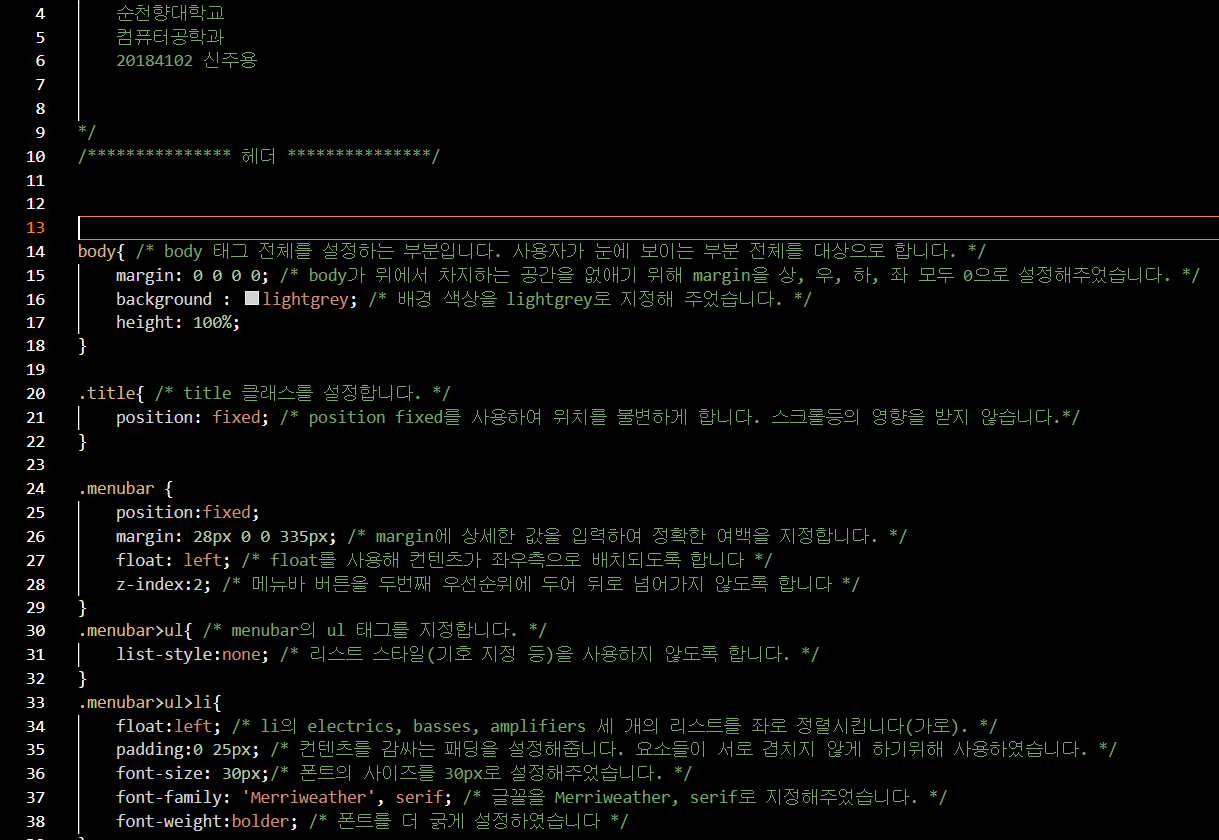 4 순천향대학교
5 컴퓨터공학과
6 20184102 신주용
7
8
9 */
10 /*************** 헤더 ***************/
11
12
13
14 body{ /* body 태그 전체를 설정하는 부분입니다. 사용자가 눈에 보이는 부분 전체를 대상으로 합니다. */
15 margin: 0 0 0 0; /* body가 위에서 차지하는 공간을 없애기 위해 margin을 상, 우, 하, 좌 모두 0으로 설정해주었습니다. */
16 background : lightgrey; /* 배경 색상을 lightgrey로 지정해 주었습니다. */
17 height: 100%;
18 }
19
20 .title{ /* title 클래스를 설정합니다. */
21 position: fixed; /* position fixed를 사용하여 위치를 불변하게 합니다. 스크롤등의 영향을 받지 않습니다.*/
22 }
23
24 .menubar {
25 position:fixed;
26 margin: 28px 0 0 335px; /* margin에 상세한 값을 입력하여 정확한 여백을 지정합니다. */
27 float: left; /* float를 사용해 컨텐츠가 좌우측으로 배치되도록 합니다 */
28 z-index:2; /* 메뉴바 버튼을 두번째 우선순위에 두어 뒤로 넘어가지 않도록 합니다 */
29 }
30 .menubar>ul{ /* menubar의 ul 태그를 지정합니다. */
31 list-style:none; /* 리스트 스타일(기호 지정 등)을 사용하지 않도록 합니다. */
32 }
33 .menubar>ul>li{
34 float:left; /* li의 electrics, basses, amplifiers 세 개의 리스트를 좌로 정렬시킵니다(가로). */
35 padding:0 25px; /* 컨텐츠를 감싸는 패딩을 설정해줍니다. 요소들이 서로 겹치지 않게 하기위해 사용하였습니다. */
36 font-size: 30px;/* 폰트의 사이즈를 30px로 설정해주었습니다. */
37 font-family: 'Merriweather', serif; /* 글꼴을 Merriweather, serif로 지정해주었습니다. */
38 font-weight:bolder; /* 폰트를 더 굵게 설정하였습니다 */